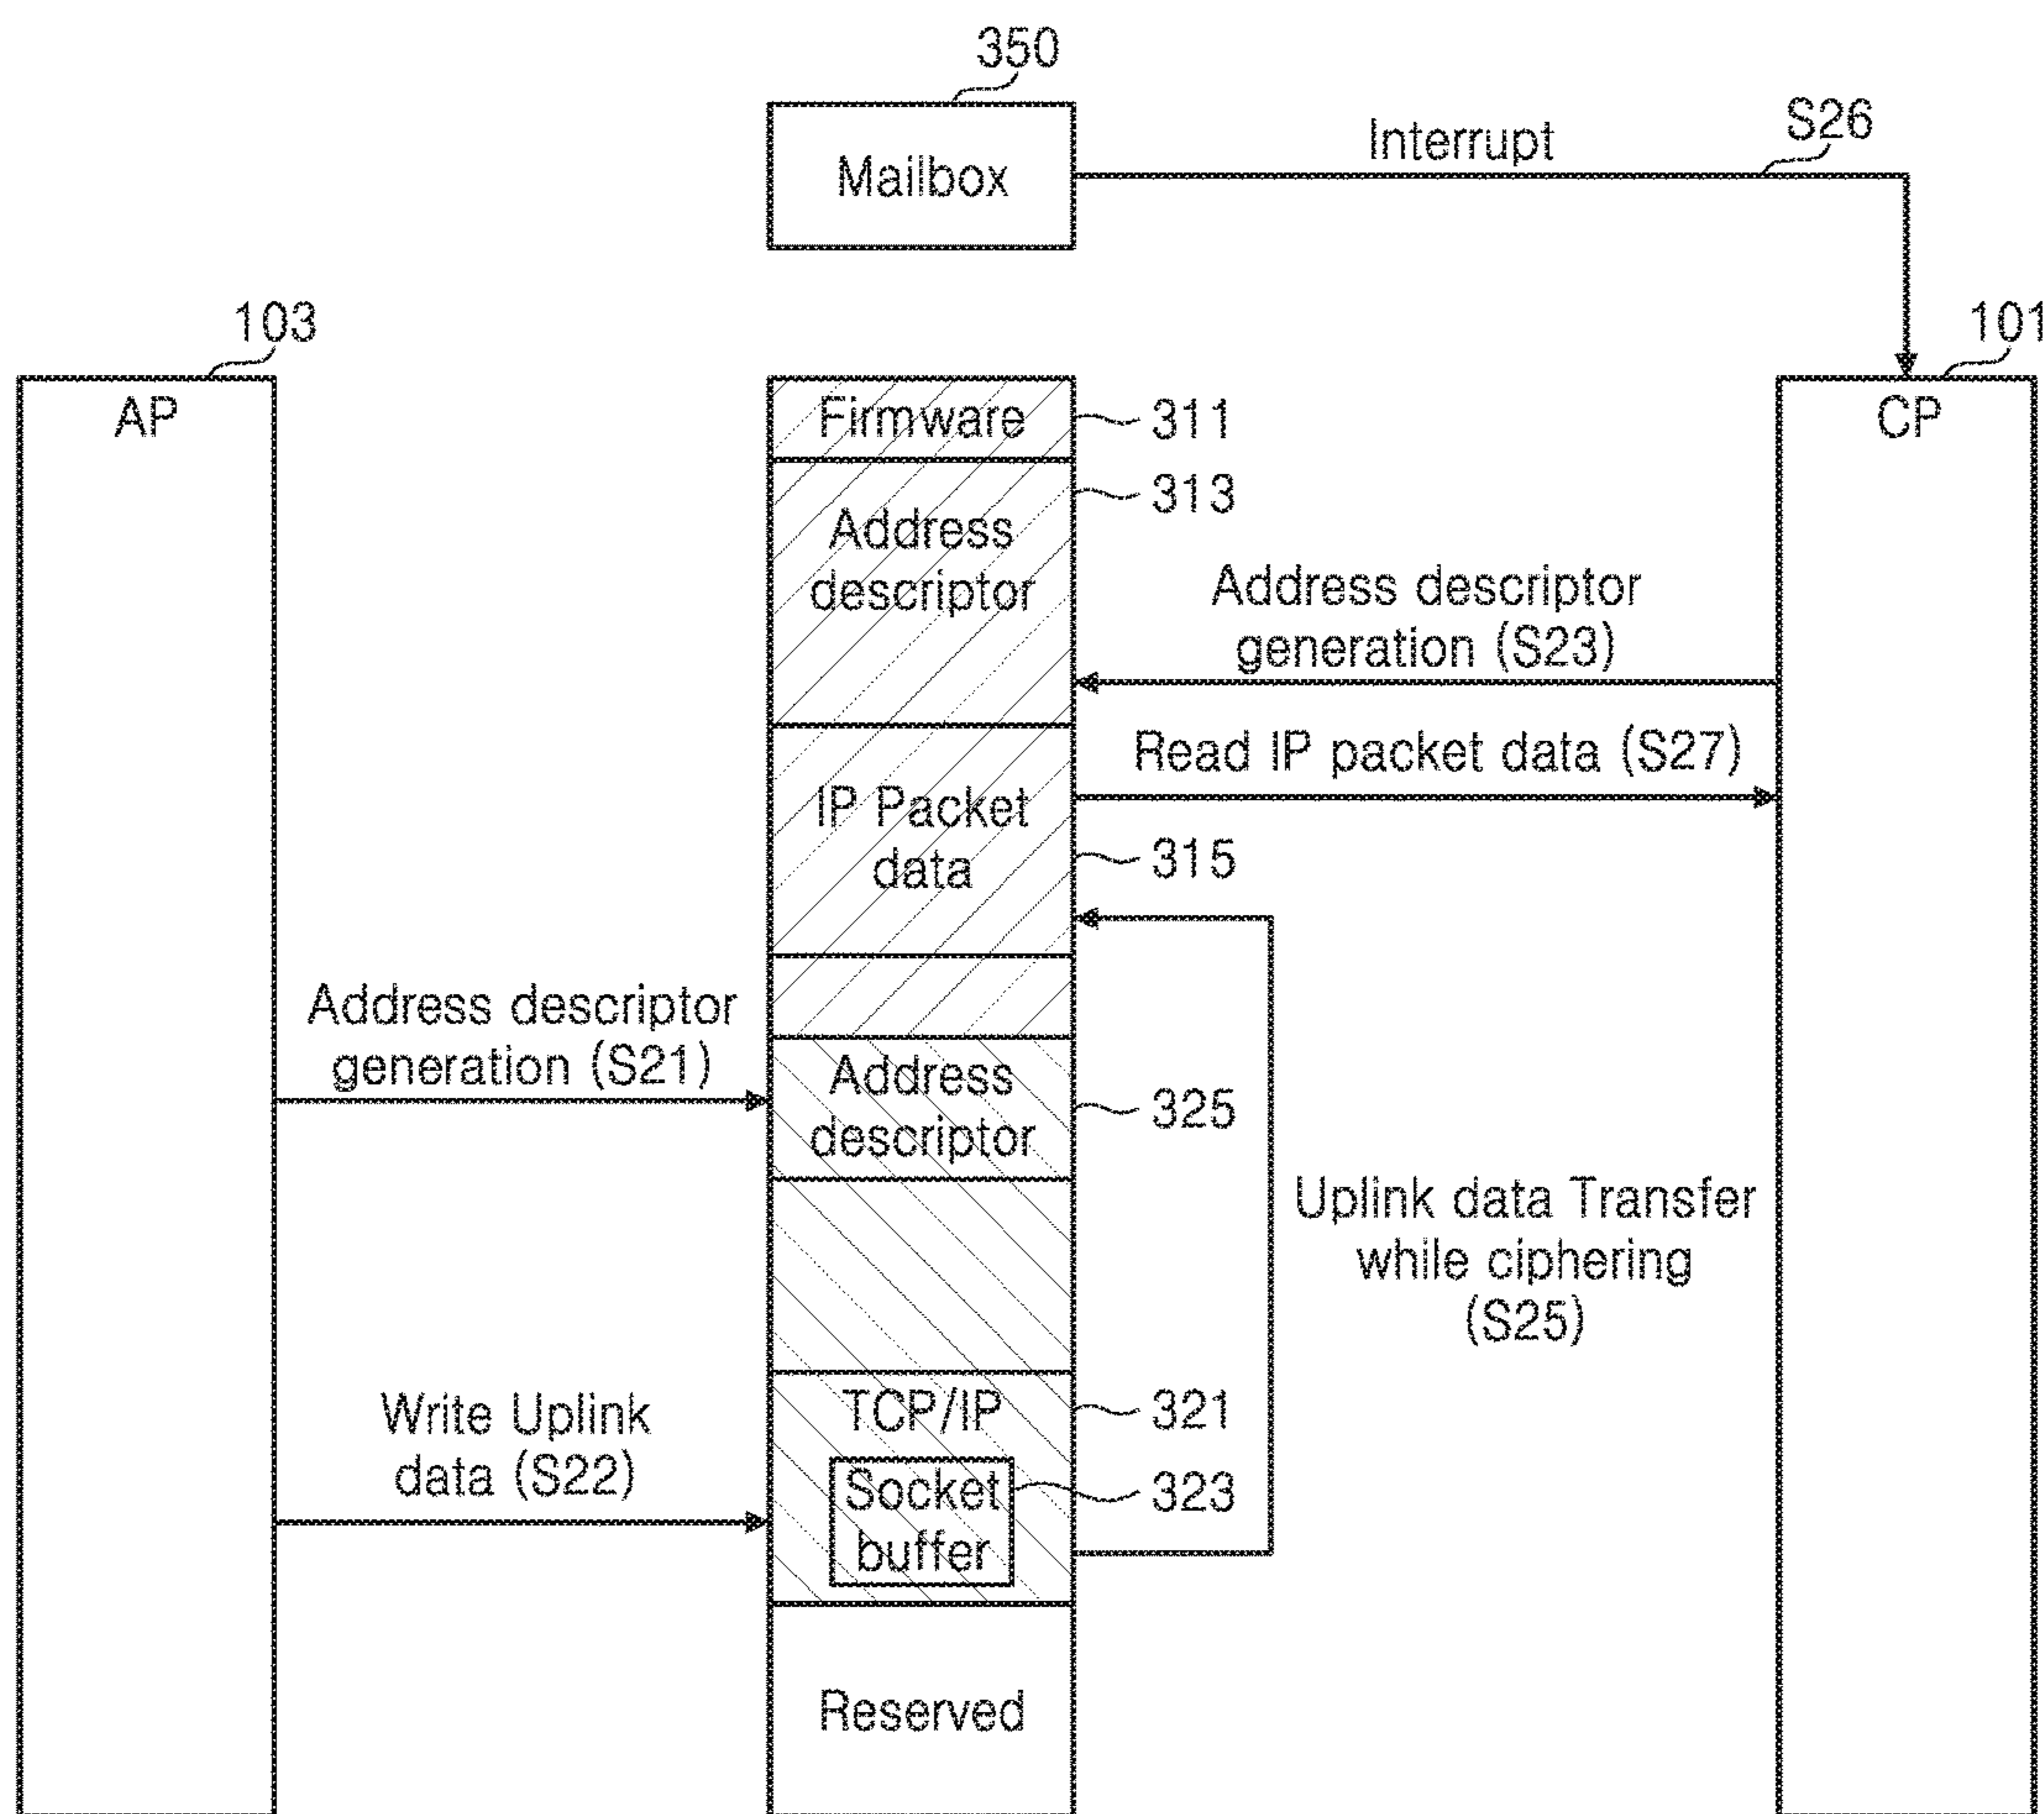 350
Mailbox
Interrupt
S26
103
101
AP
CP
Firmware
311
313
Address
descriptor
Address descriptor
generation (S23)
Read IP packet data (S27)
IP Packet
data
315
Address descriptor
generation (S21)
Address
descriptor
325
Uplink data Transfer
while ciphering
(S25)
Write Uplink
data (S22)
TCP/IP
321
Socket
buffer
323
Reserved